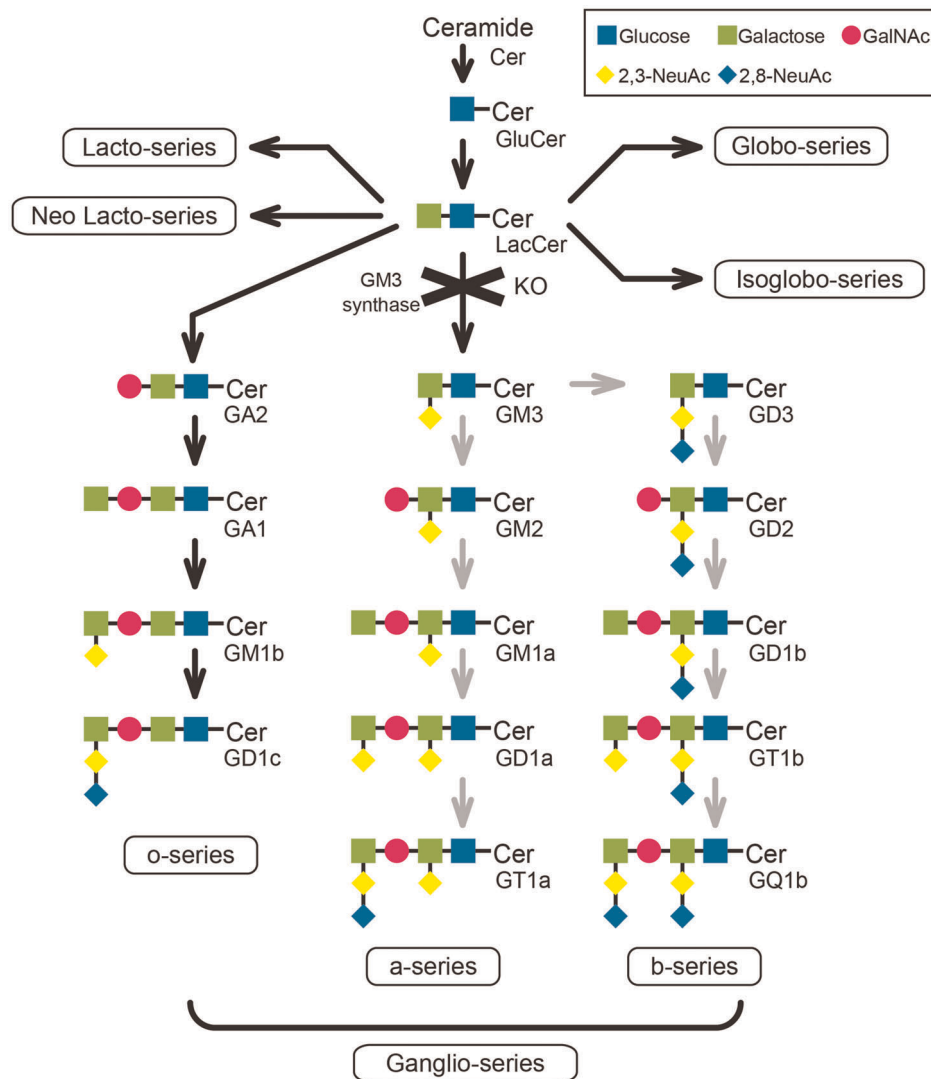 Ceramide
Glucose Galactose GalNAc
2,3-NeuAc 2,8-NeuAc
Cer
Cer
GluCer
Lacto-series
Globo-series
Neo Lacto-series
Cer
LacCer
GM3
synthase
KO
Isoglobo-series
Cer
GA2
Cer
GM3
Cer
GD3
Cer
GA1
Cer
GM2
Cer
GD2
Cer
GM1b
Cer
GM1a
Cer
GD1b
Cer
GD1c
Cer
GD1a
Cer
GT1b
o-series
Cer
GT1a
Cer
GQ1b
a-series
b-series
Ganglio-series